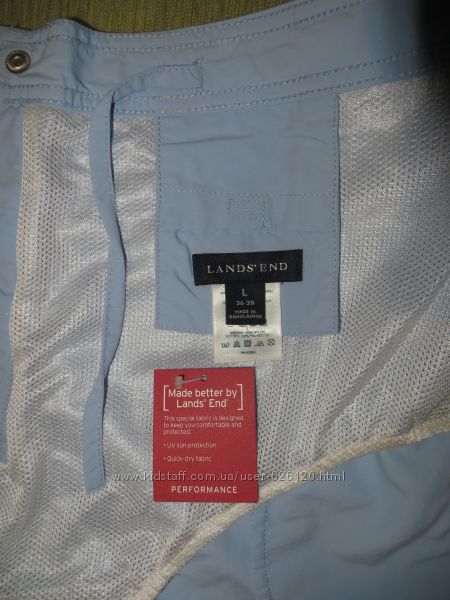 LANDS' END
L
36-38
MADE IN
[Made better by
Lands' End]
This special fabric is designed
to keep you comfortable and
protected.
• UV sun protection
• Quick-dry fabric
www.kidstaff.com.ua/user-626120.html
PERFORMANCE